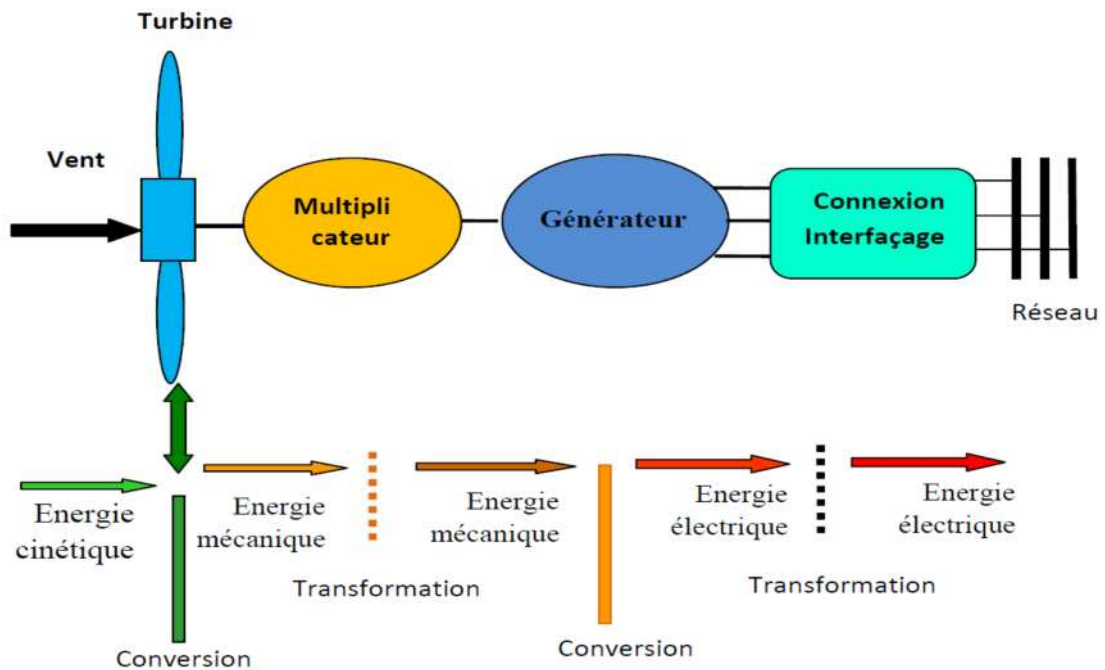 Turbine
Vent
Multipli
cateur
Générateur
Connexion
Interfaçage
Réseau
Energie
cinétique
Energie
mécanique
Energie
mécanique
Energie
électrique
Energie
électrique
Transformation
Transformation
Conversion
Conversion